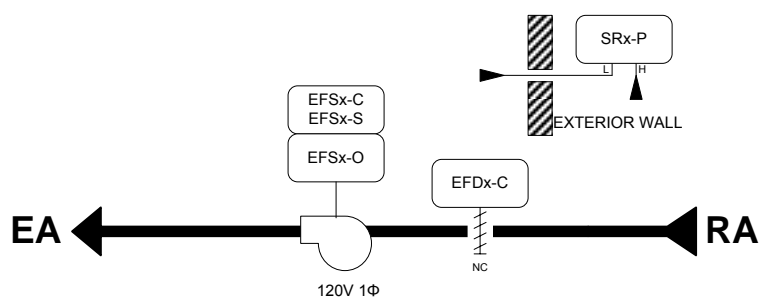 SRx-P
L H
EXTERIOR WALL
EFSx-C
EFSx-S
EFSx-O
EFDx-C
EA
RA
NC
120V 1Φ